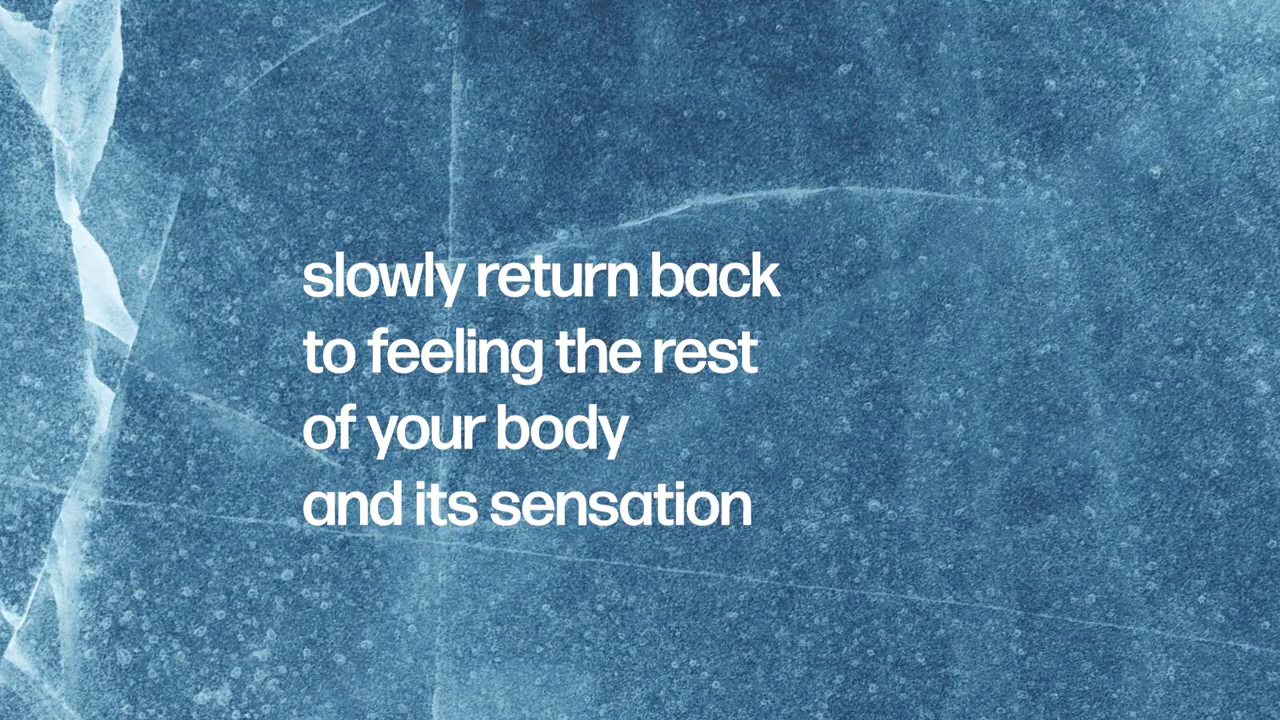 slowly return back
to feeling the rest
of your body
and its sensation